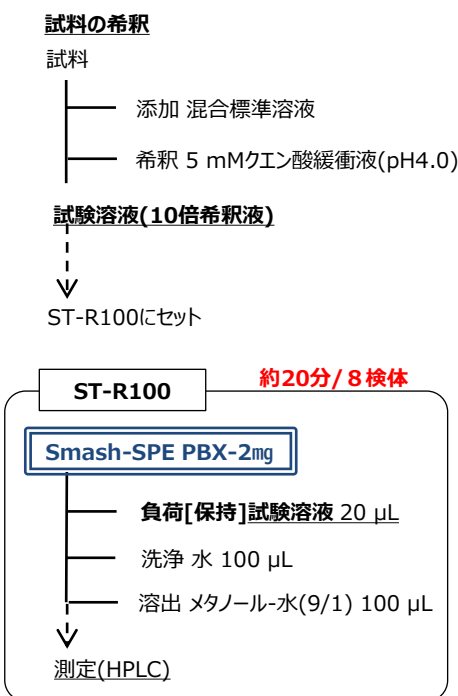 試料の希釈
試料
添加 混合標準溶液
希釈 5 mMクエン酸緩衝液(pH4.0)
試験溶液(10倍希釈液)
ST-R100にセット
約20分/８検体
ST-R100
Smash-SPE PBX-2㎎
負荷[保持]試験溶液 20 μL
洗浄 水 100 μL
溶出 メタノール-水(9/1) 100 μL
測定(HPLC)